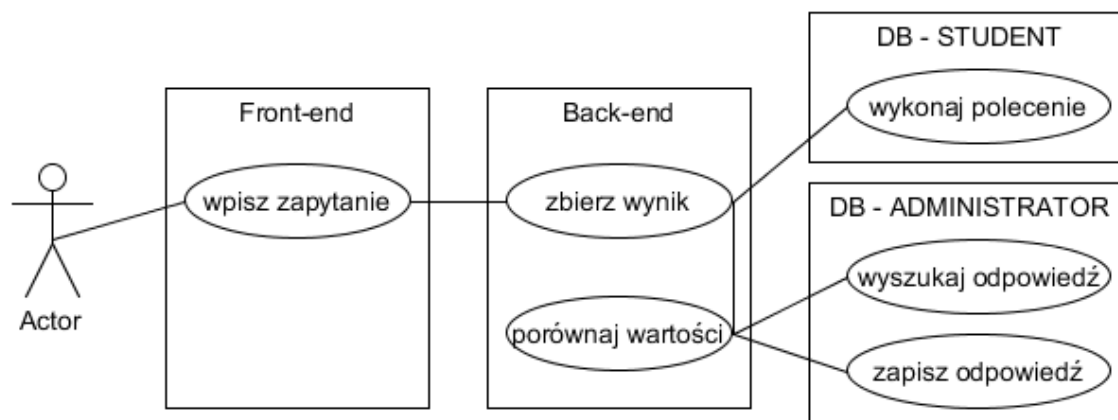 DB - STUDENT
wykonaj polecenie
Front-end
wpisz zapytanie
Back-end
zbierz wynik
porównaj wartości
DB - ADMINISTRATOR
wyszukaj odpowiedź
zapisz odpowiedź
Actor